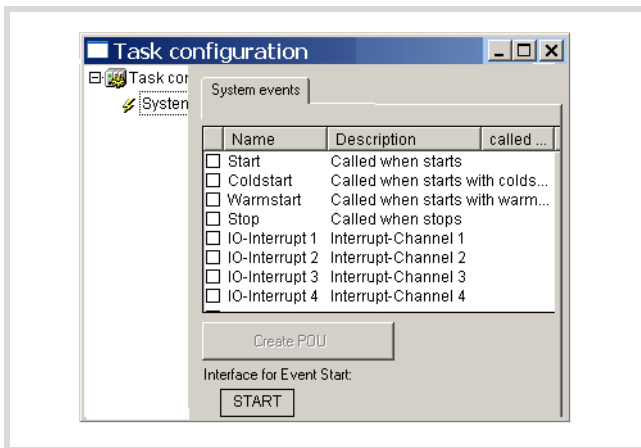 Task configuration
Task cor
System
System events
Name Description called ...
Start Called when starts
Coldstart Called when starts with colds...
Warmstart Called when starts with warm...
Stop Called when stops
IO-Interrupt 1 Interrupt-Channel 1
IO-Interrupt 2 Interrupt-Channel 2
IO-Interrupt 3 Interrupt-Channel 3
IO-Interrupt 4 Interrupt-Channel 4
Create POU
Interface for Event Start:
START